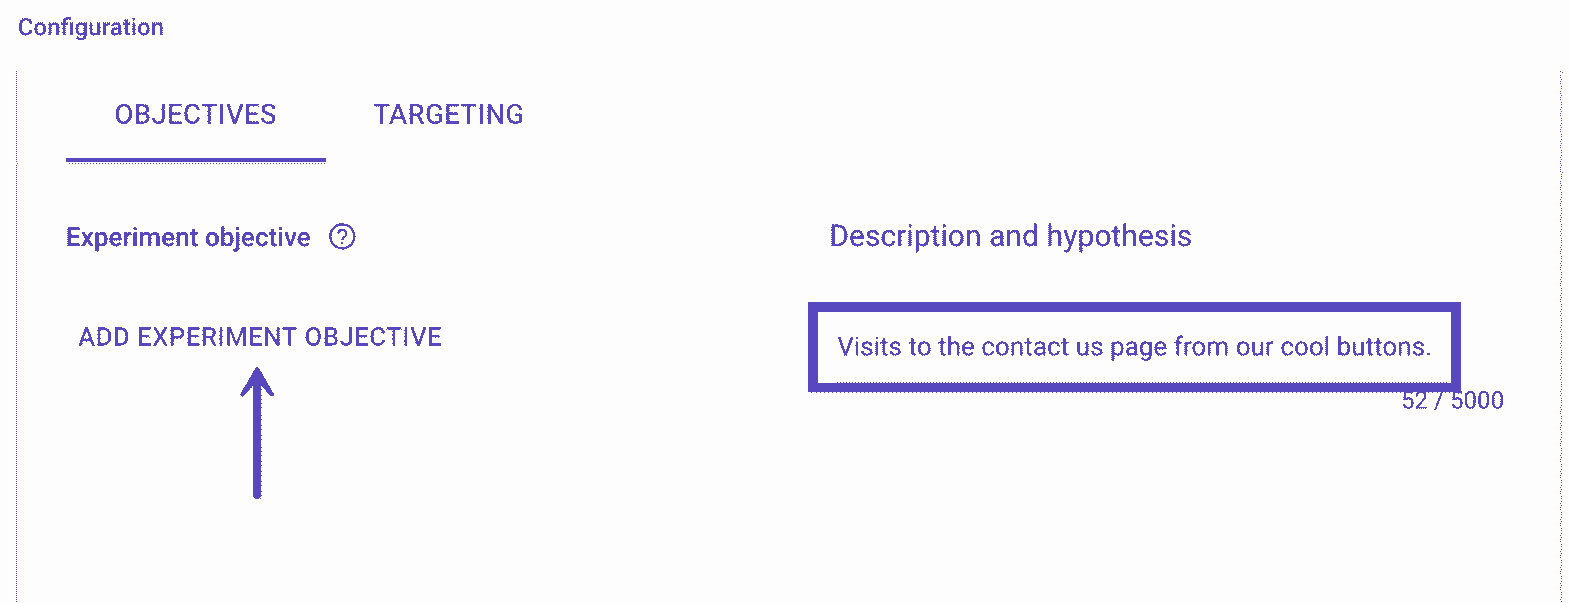 Configuration
OBJECTIVES
TARGETING
Experiment objective
Description and hypothesis
ADD EXPERIMENT OBJECTIVE
Visits to the contact us page from our cool buttons.
52 / 5000